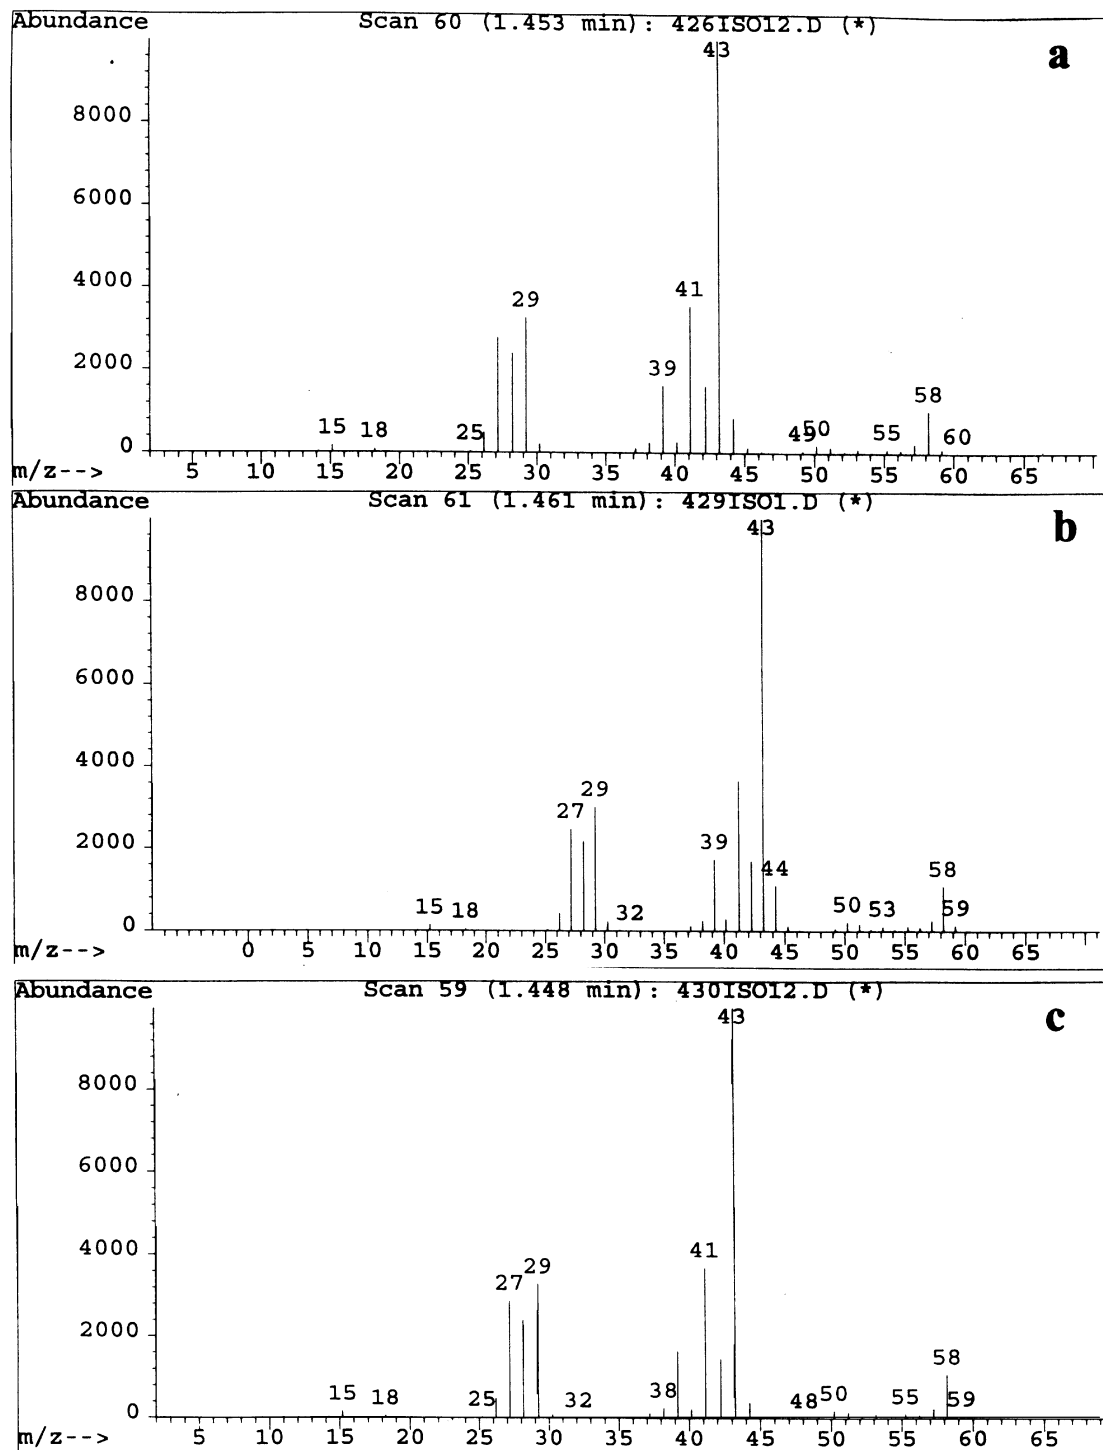 Abundance Scan 60 (1.453 min): 426ISO12.D (*)
a
43
8000
6000
4000
41
29
2000
39
58
15 18 25 49 50 55 60
0
m/z--> 5 10 15 20 25 30 35 40 45 50 55 60 65
Abundance Scan 61 (1.461 min): 429ISO1.D (*)
b
43
8000
6000
4000
29
27
2000
39
44 58
15 18 32 50 53 59
0
m/z--> 0 5 10 15 20 25 30 35 40 45 50 55 60 65
Abundance Scan 59 (1.448 min): 430ISO12.D (*)
c
43
8000
6000
4000
41
29
27
2000
58
15 18 25 32 38 48 50 55 59
0
m/z--> 5 10 15 20 25 30 35 40 45 50 55 60 65